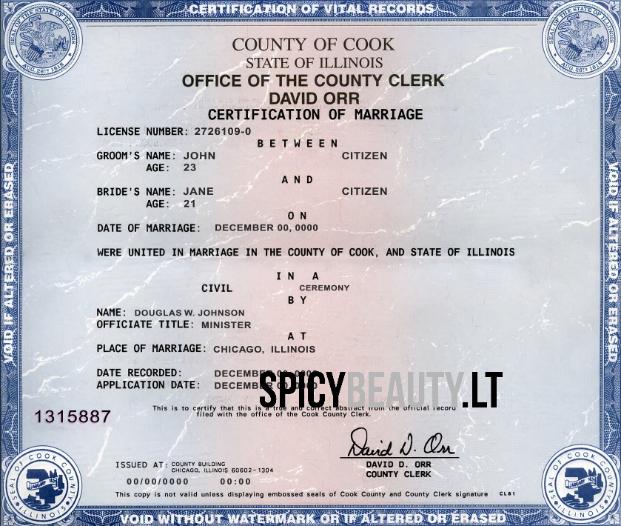 CERTIFICATION OF VITAL RECORDS
COUNTY OF COOK
STATE OF ILLINOIS
OFFICE OF THE COUNTY CLERK
DAVID ORR
CERTIFICATION OF MARRIAGE
LICENSE NUMBER: 2726109-0
BETWEEN
GROOM'S NAME: JOHN CITIZEN
AGE: 23
AND
BRIDE'S NAME: JANE CITIZEN
AGE: 21
ON
DATE OF MARRIAGE: DECEMBER 00, 0000
WERE UNITED IN MARRIAGE IN THE COUNTY OF COOK, AND STATE OF ILLINOIS
IN A
CIVIL CEREMONY
BY
NAME: DOUGLAS W. JOHNSON
OFFICIATE TITLE: MINISTER
AT
PLACE OF MARRIAGE: CHICAGO, ILLINOIS
DATE RECORDED:
APPLICATION DATE:
SPICYBEAUTY.LT
This is to certify that this is a true and correct abstract from the official record
filed with the office of the Cook County Clerk.
1315887
David D. Orr
DAVID D. ORR
COUNTY CLERK
ISSUED AT: COUNTY BUILDING
CHICAGO, ILLINOIS 60602-1304
00/00/0000 00:00
This copy is not valid unless displaying embossed seals of Cook County and County Clerk signature CLB1
VOID WITHOUT WATERMARK OR IF ALTERED OR ERASED
VOID IF ALTERED OR ERASED
VOID IF ALTERED OR ERASED
SEAL OF COOK COUNTY
ILLINOIS
SEAL OF COOK COUNTY
ILLINOIS